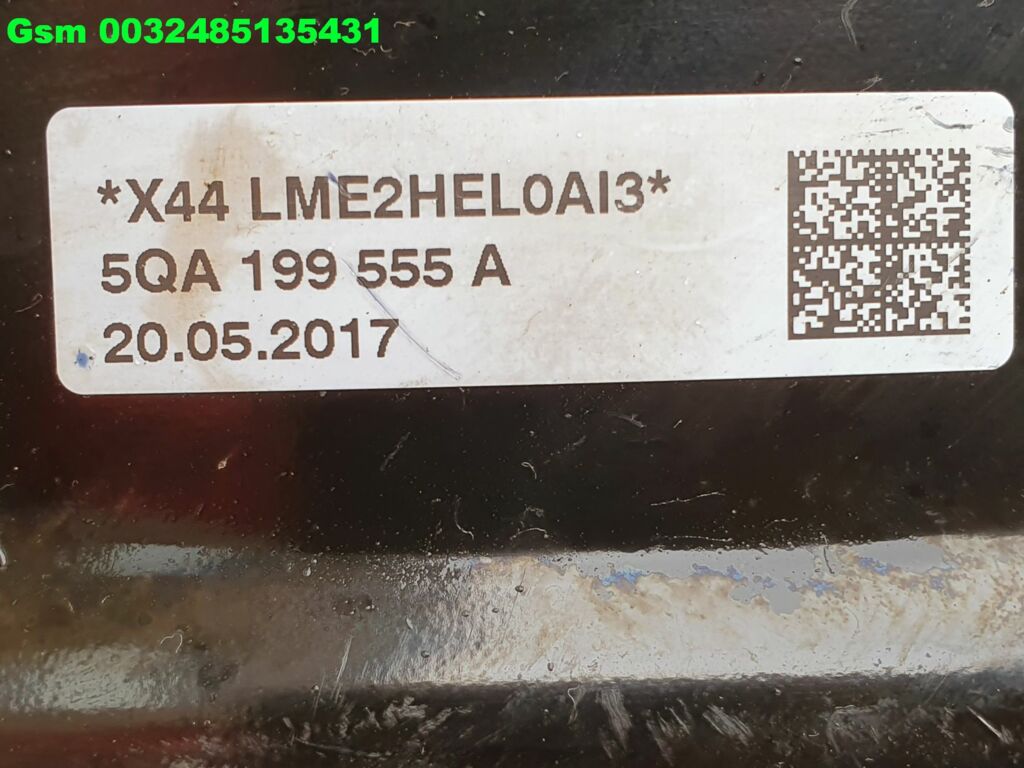 Gsm 0032485135431
*X44 LME2HEL0AI3*
5QA 199 555 A
20.05.2017